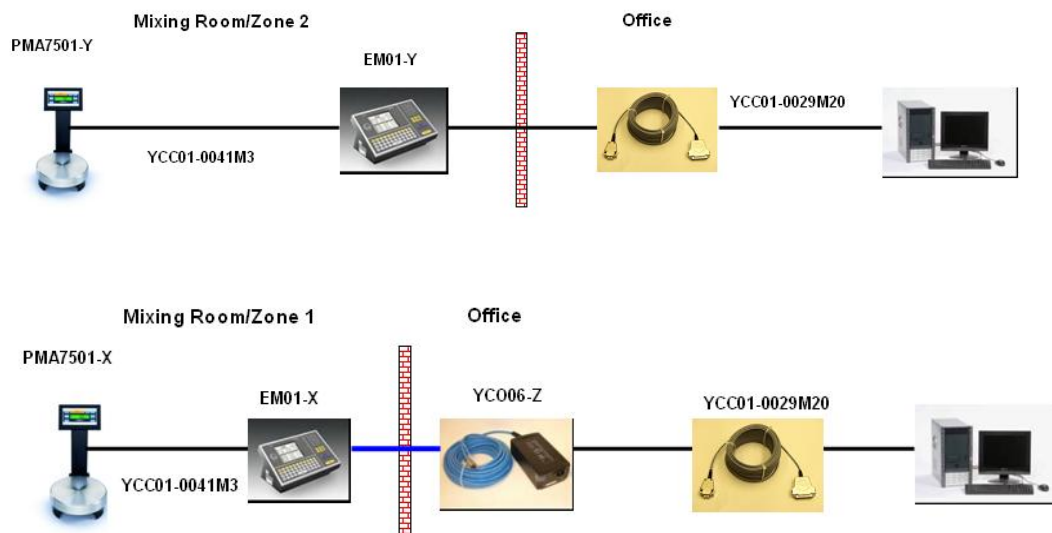 Mixing Room/Zone 2
Office
PMA7501-Y
EM01-Y
YCC01-0029M20
YCC01-0041M3
Mixing Room/Zone 1
Office
PMA7501-X
EM01-X
YCO06-Z
YCC01-0029M20
YCC01-0041M3